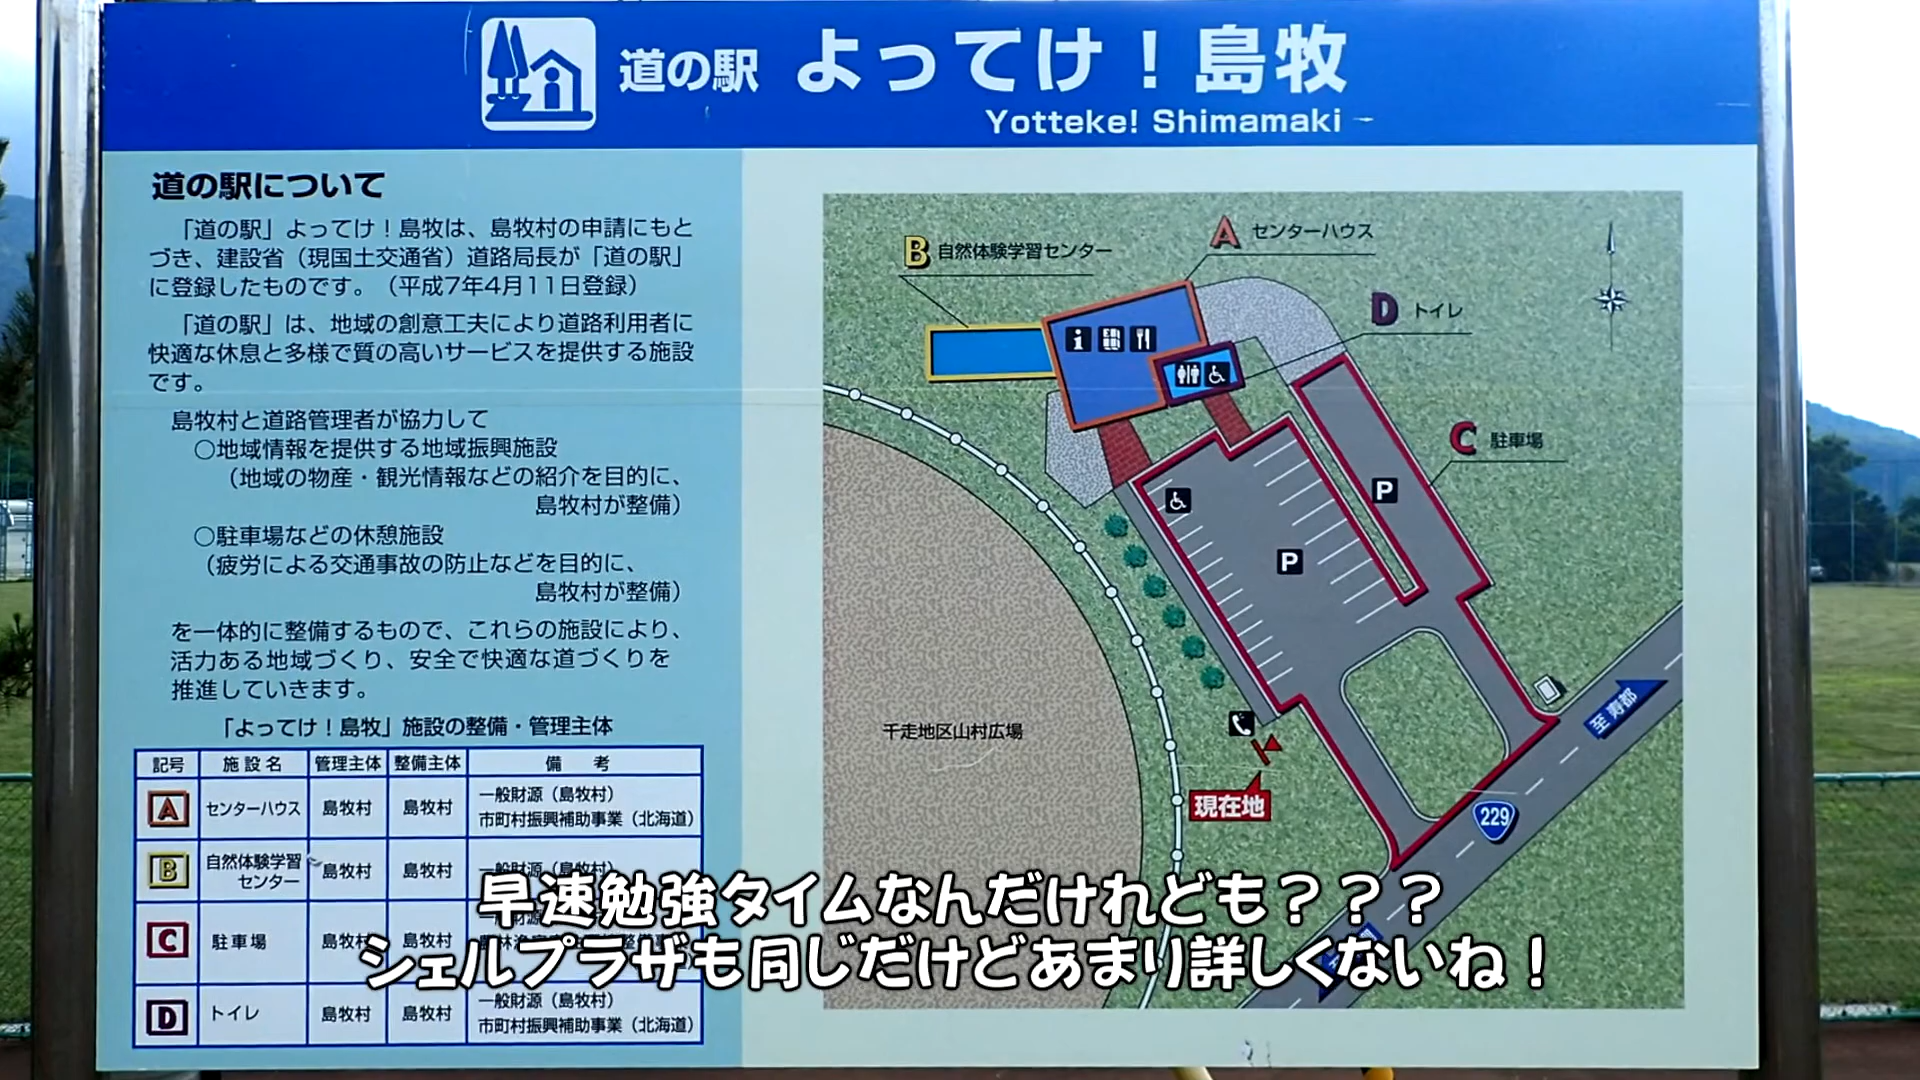 道の駅 よってけ！島牧
Yotteke! Shimamaki
道の駅について
「道の駅」よってけ！島牧は、島牧村の申請にもと
づき、建設省（現国土交通省）道路局長が「道の駅」
に登録したものです。（平成7年4月11日登録）
「道の駅」は、地域の創意工夫により道路利用者に
快適な休息と多様で質の高いサービスを提供する施設
です。
島牧村と道路管理者が協力して
○地域情報を提供する地域振興施設
（地域の物産・観光情報などの紹介を目的に、
島牧村が整備）
○駐車場などの休憩施設
（疲労による交通事故の防止などを目的に、
島牧村が整備）
を一体的に整備するもので、これらの施設により、
活力ある地域づくり、安全で快適な道づくりを
推進していきます。
「よってけ！島牧」施設の整備・管理主体
記号 施設名 管理主体 整備主体 備考
A センターハウス 島牧村 島牧村 一般財源（島牧村）
市町村振興補助事業（北海道）
B 自然体験学習
センター 島牧村 島牧村 一般財源（島牧村）
C 駐車場 島牧村 島牧村
D トイレ 島牧村 島牧村 一般財源（島牧村）
市町村振興補助事業（北海道）
A センターハウス
B 自然体験学習センター
D トイレ
C 駐車場
P
P
千走地区山村広場
現在地
至 寿都
229
早速勉強タイムなんだけれども？？？
シェルプラザも同じだけどあまり詳しくないね！